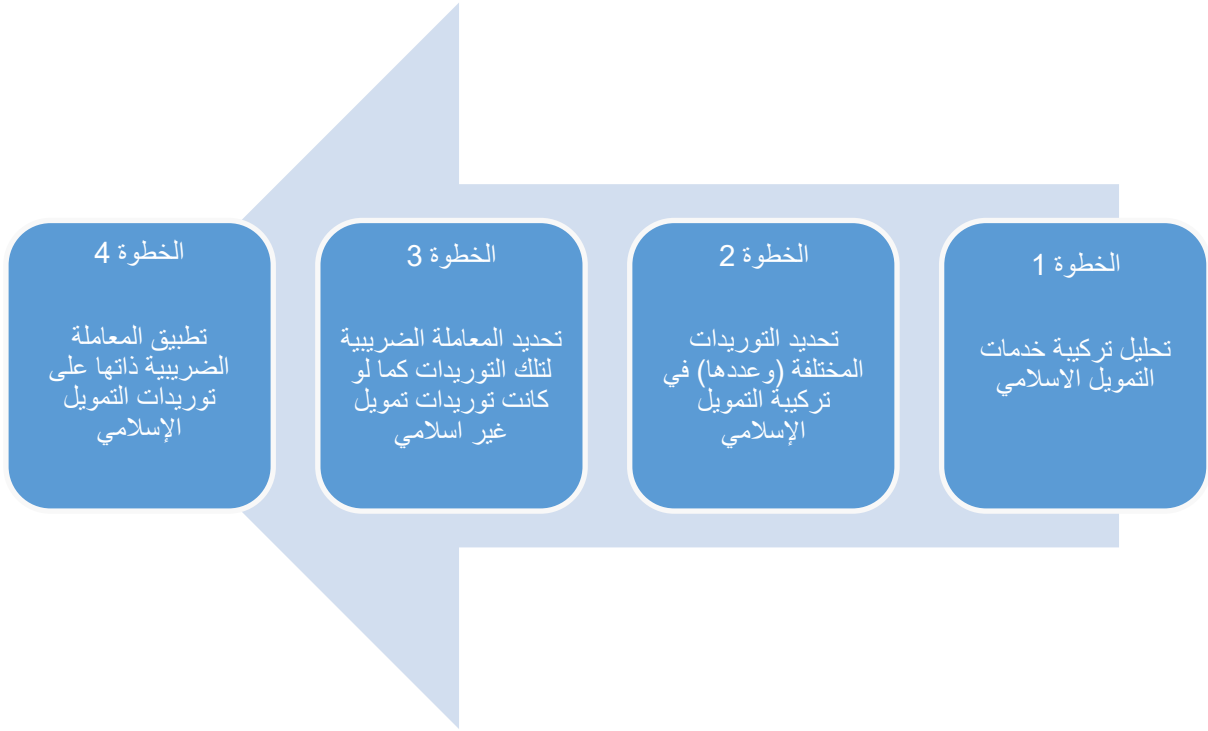 الخطوة 1
تحليل تركيبة خدمات
التمويل الاسلامي
الخطوة 2
تحديد التوريدات
المختلفة (وعددها) في
تركيبة التمويل
الإسلامي
الخطوة 3
تحديد المعاملة الضريبية
لتلك التوريدات كما لو
كانت توريدات تمويل
غير اسلامي
الخطوة 4
تطبيق المعاملة
الضريبية ذاتها على
توريدات التمويل
الإسلامي